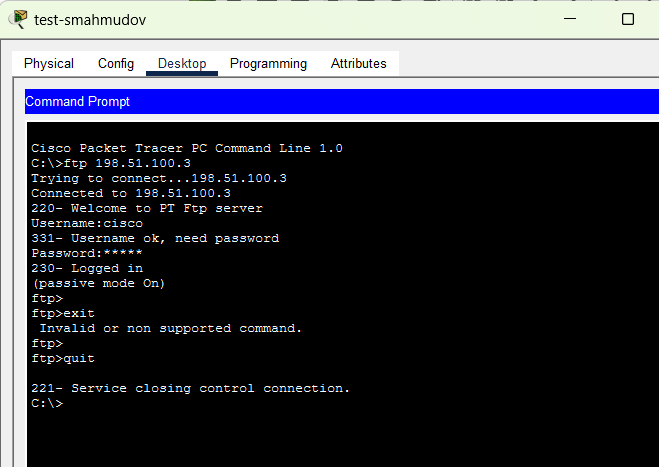 test-smahmudov
Physical Config Desktop Programming Attributes
Command Prompt
Cisco Packet Tracer PC Command Line 1.0
C:\>ftp 198.51.100.3
Trying to connect...198.51.100.3
Connected to 198.51.100.3
220- Welcome to PT Ftp server
Username:cisco
331- Username ok, need password
Password:*****
230- Logged in
(passive mode On)
ftp>
ftp>exit
Invalid or non supported command.
ftp>
ftp>quit
221- Service closing control connection.
C:\>